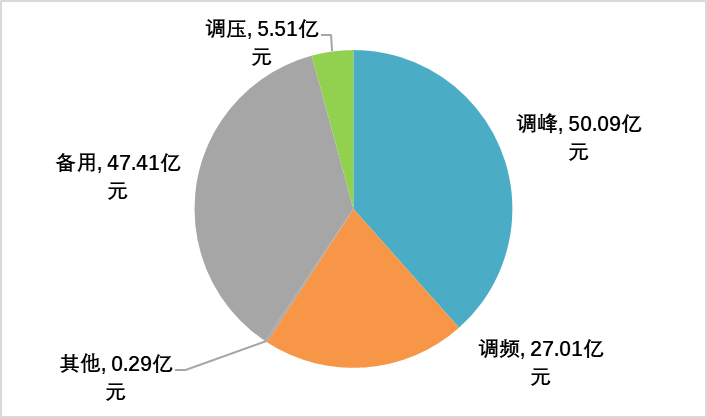 调压, 5.51亿
元
调峰, 50.09亿
元
备用, 47.41亿
元
调频, 27.01亿
元
其他, 0.29亿
元